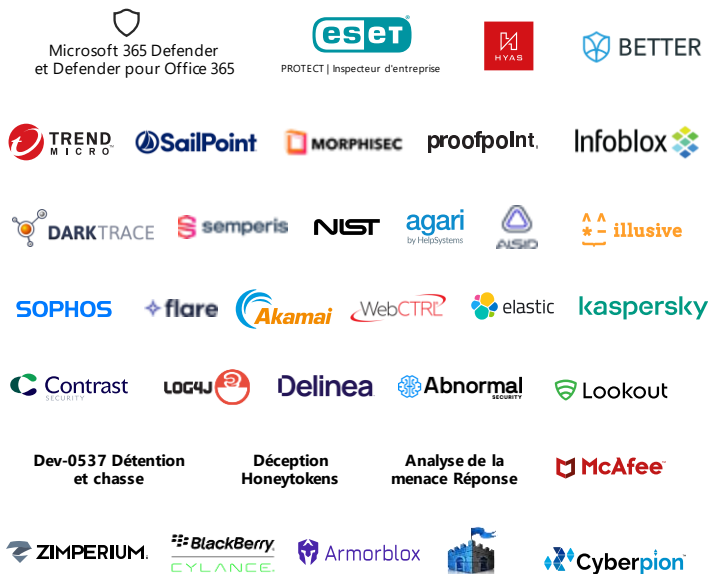 Microsoft 365 Defender
et Defender pour Office 365
eseT
PROTECT | Inspecteur d'entreprise
HYAS
BETTER
TREND
MICRO
SailPoint
MORPHISEC
proofpoint.
Infoblox
DARKTRACE
semperis
NIST
agari
by HelpSystems
ALSID
illusive
SOPHOS
flare
Akamai
WebCTRL
elastic
kaspersky
Contrast
SECURITY
LOG4J
Delinea
Abnormal
SECURITY
Lookout
Dev-0537 Détention
et chasse
Déception
Honeytokens
Analyse de la
menace Réponse
McAfee
ZIMPERIUM.
BlackBerry
CYLANCE
Armorblox
Cyberpion